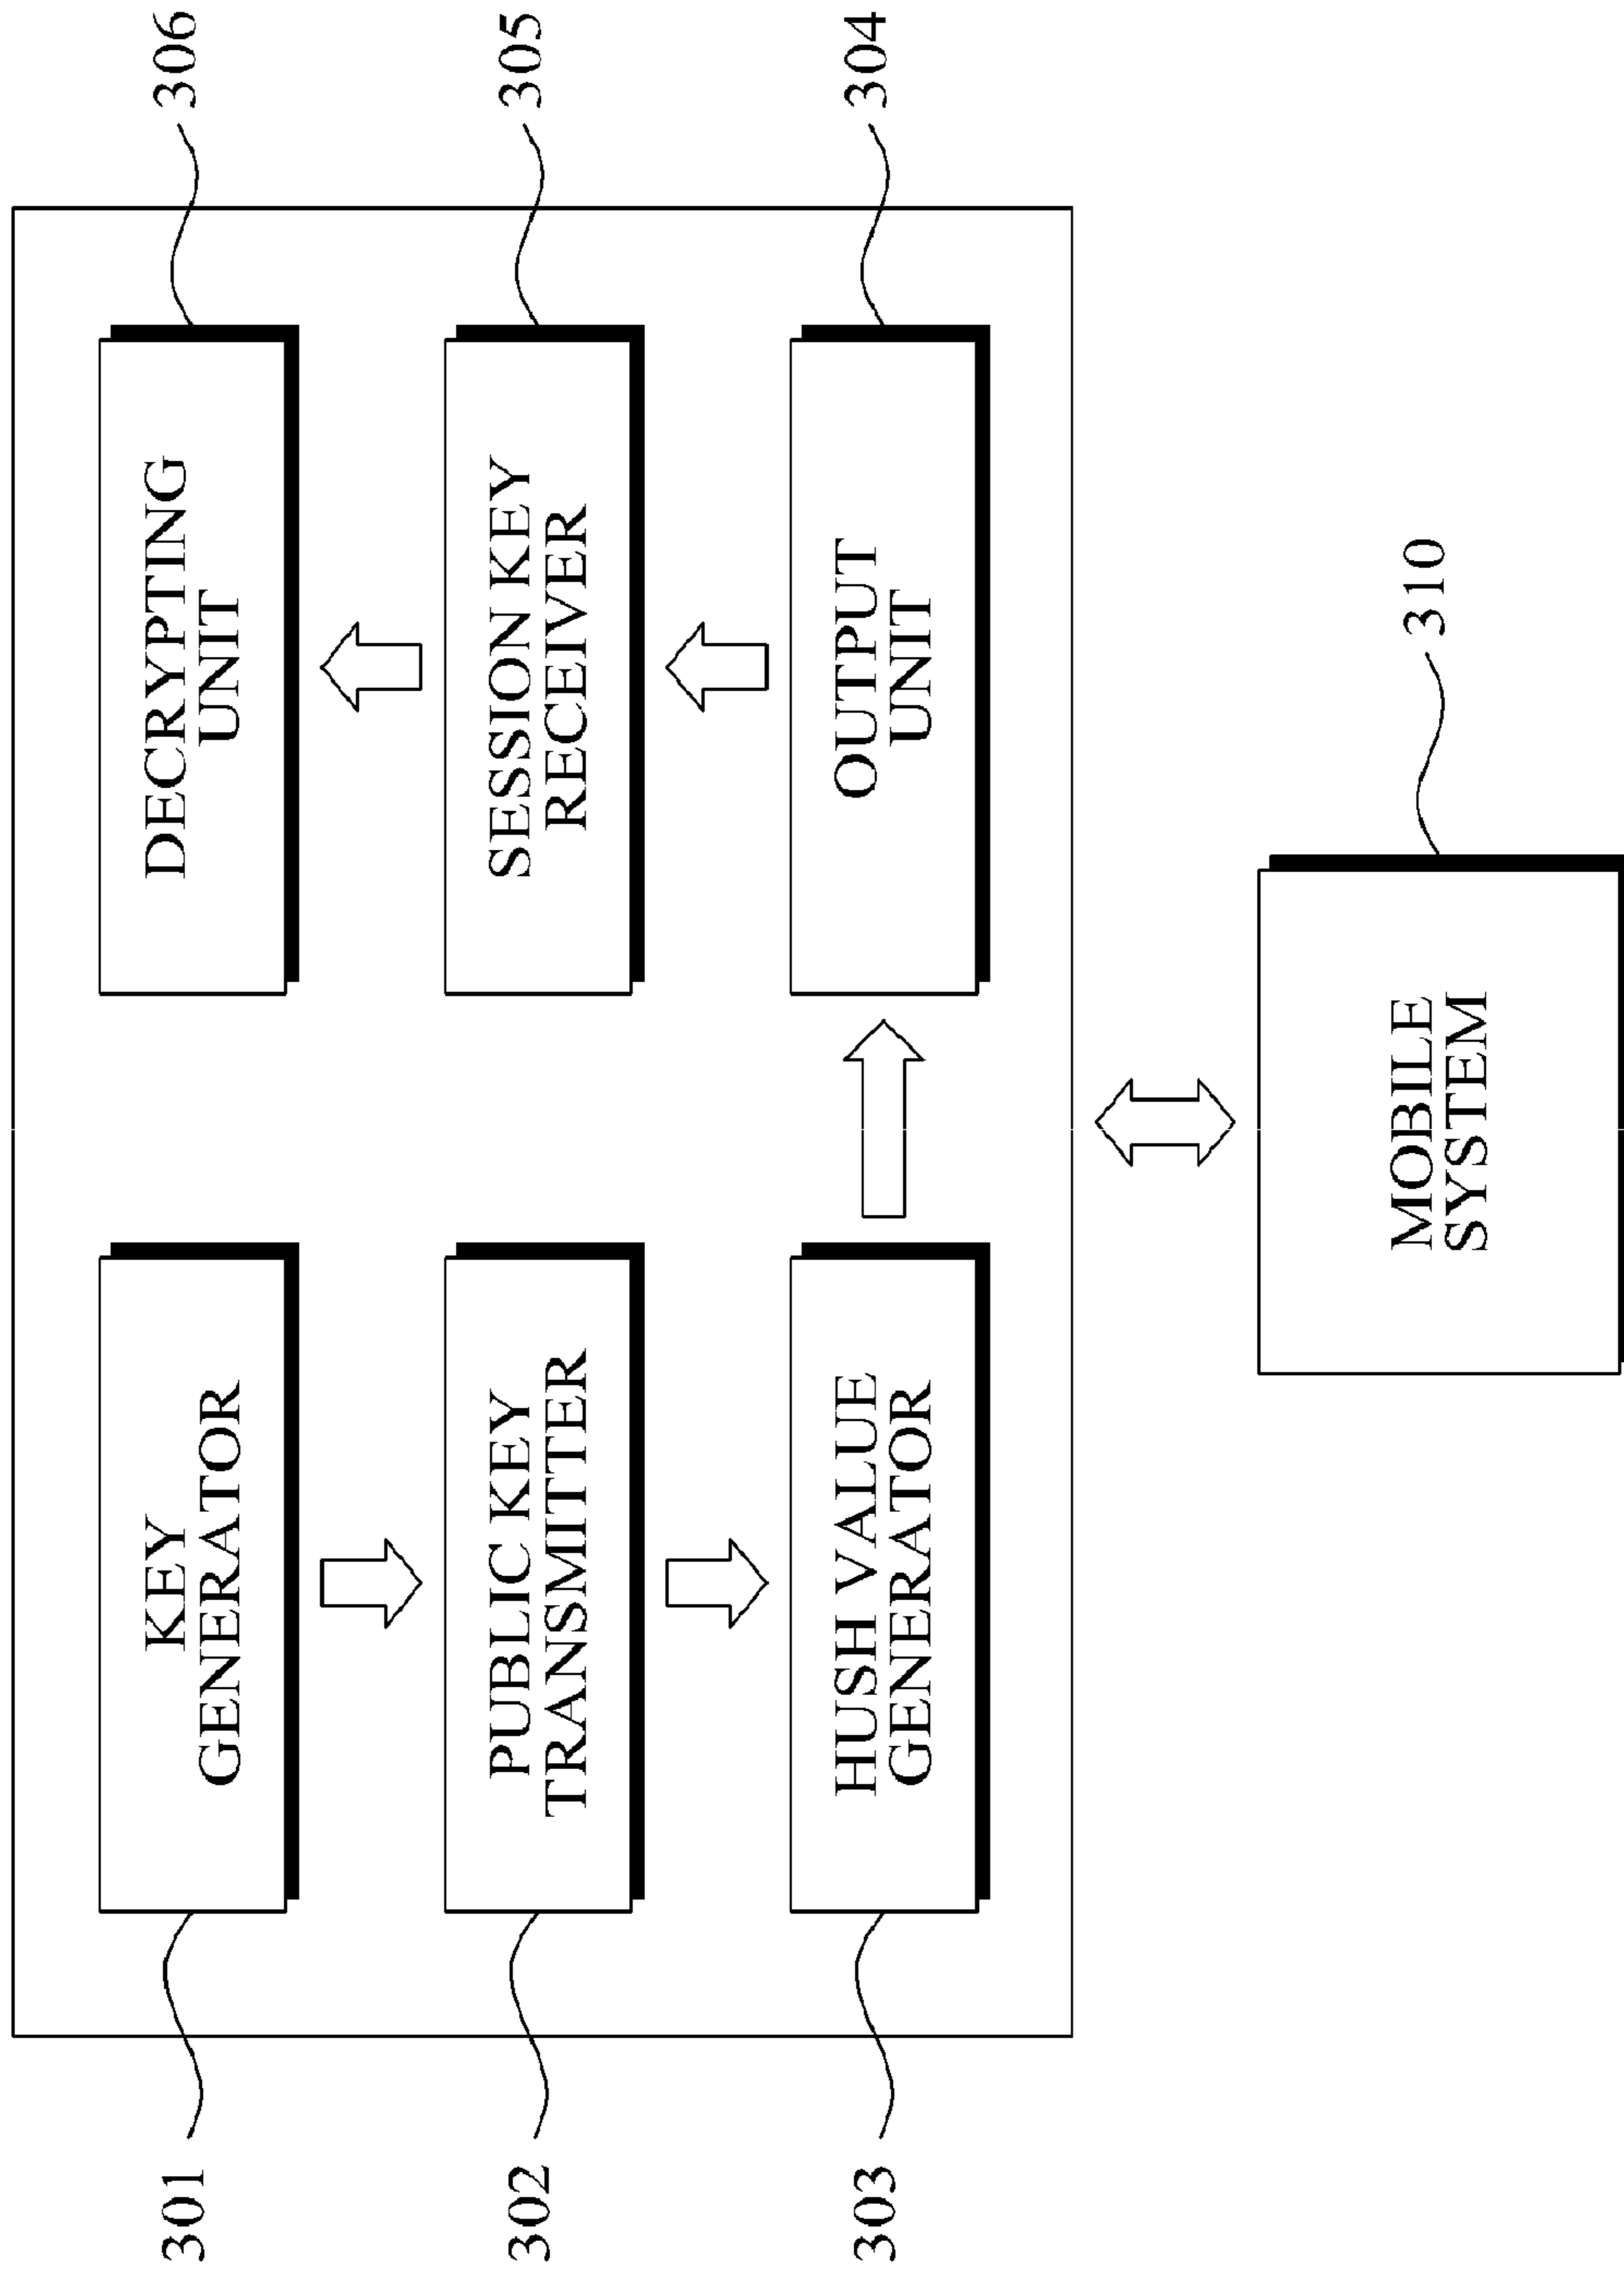 301
KEY
GENERATOR
302
PUBLIC KEY
TRANSMITTER
303
HUSH VALUE
GENERATOR
DECRYPTING
UNIT
306
SESSION KEY
RECEIVER
305
OUTPUT
UNIT
304
MOBILE
SYSTEM
310